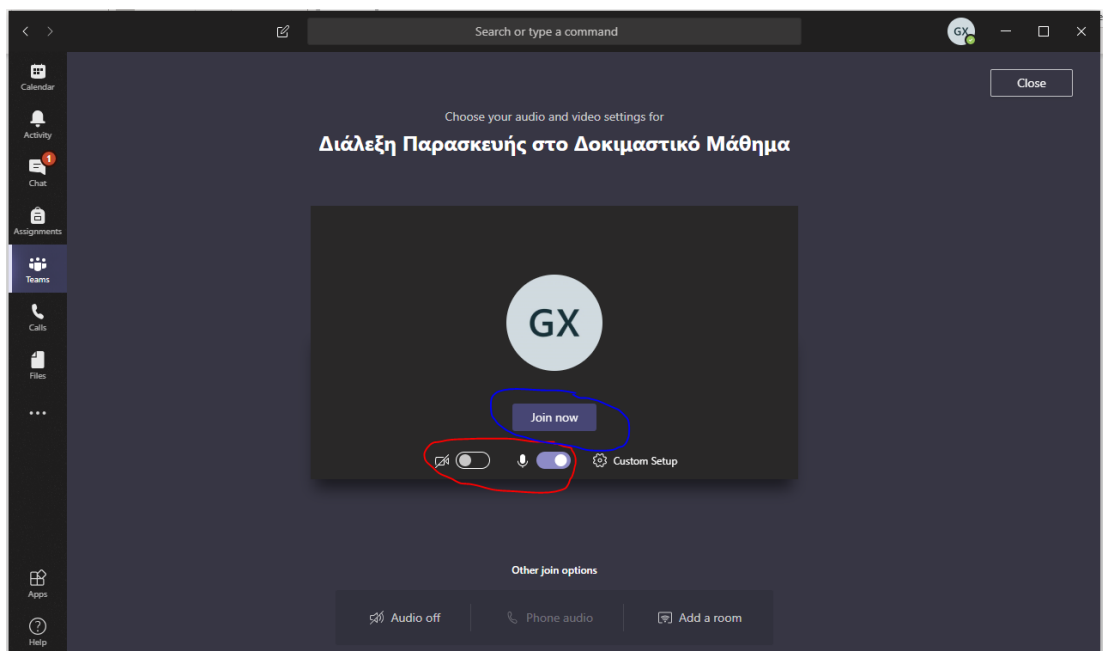 Search or type a command
GX
Calendar
Activity
1
Chat
Assignments
Teams
Calls
Files
Apps
Help
Close
Choose your audio and video settings for
Διάλεξη Παρασκευής στο Δοκιμαστικό Μάθημα
GX
Join now
Custom Setup
Other join options
Audio off
Phone audio
Add a room